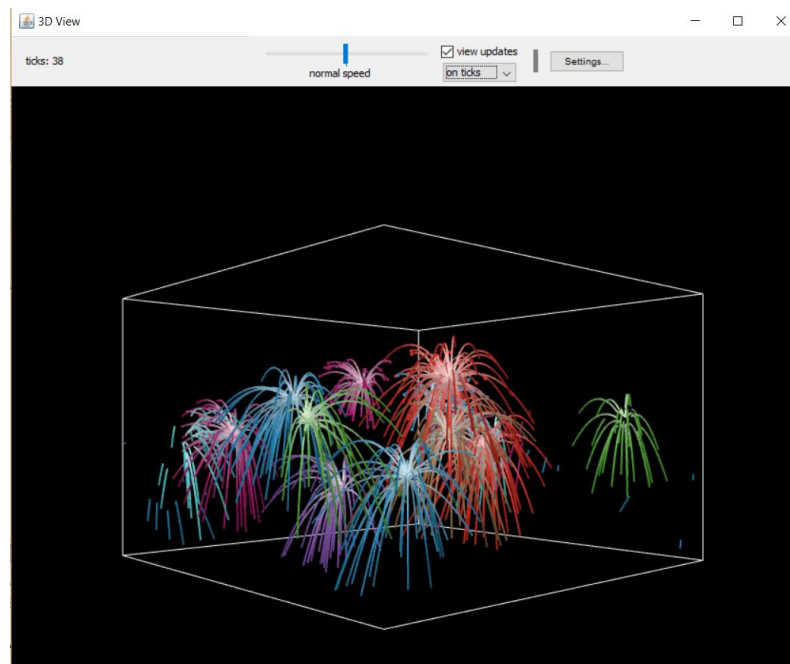 3D View
ticks: 38
normal speed
view updates
on ticks
Settings...